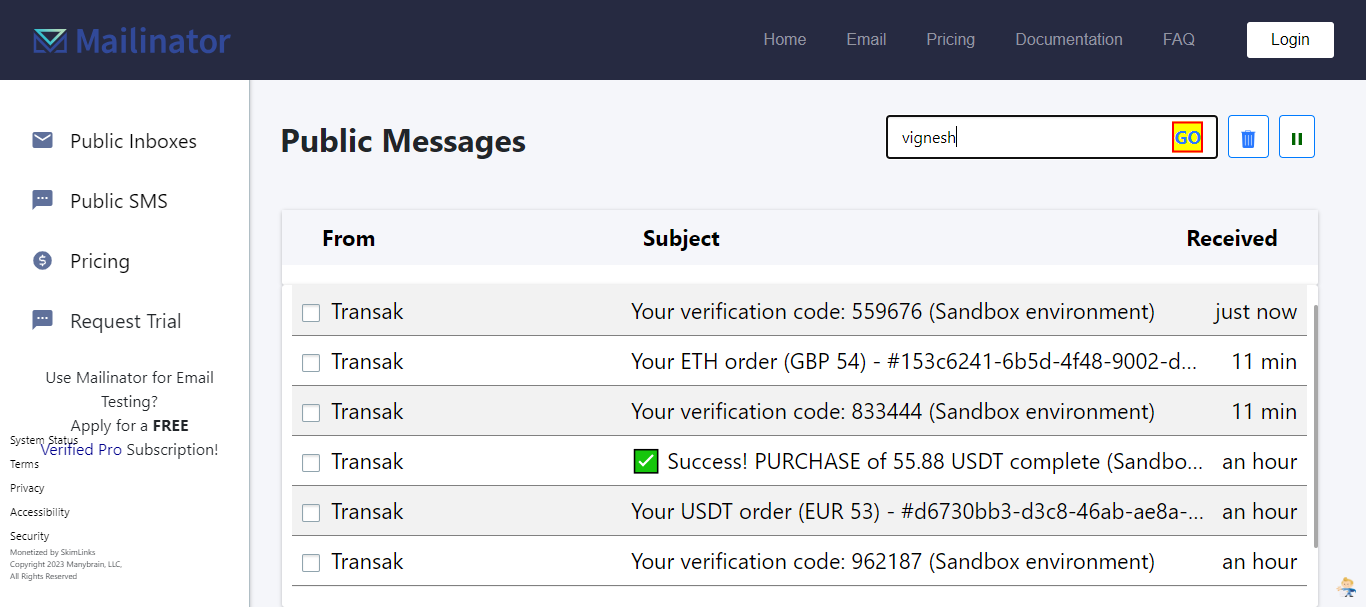 Mailinator
Home Email Pricing Documentation FAQ Login
Public Inboxes
Public SMS
Pricing
Request Trial
Use Mailinator for Email
Testing?
Apply for a FREE
Verified Pro Subscription!
System Status
Terms
Privacy
Accessibility
Security
Monetized by SkimLinks
Copyright 2023 Manybrain, LLC,
All Rights Reserved
Public Messages
vignesh GO
From Subject Received
Transak Your verification code: 559676 (Sandbox environment) just now
Transak Your ETH order (GBP 54) - #153c6241-6b5d-4f48-9002-d... 11 min
Transak Your verification code: 833444 (Sandbox environment) 11 min
Transak ✅ Success! PURCHASE of 55.88 USDT complete (Sandbo... an hour
Transak Your USDT order (EUR 53) - #d6730bb3-d3c8-46ab-ae8a-... an hour
Transak Your verification code: 962187 (Sandbox environment) an hour